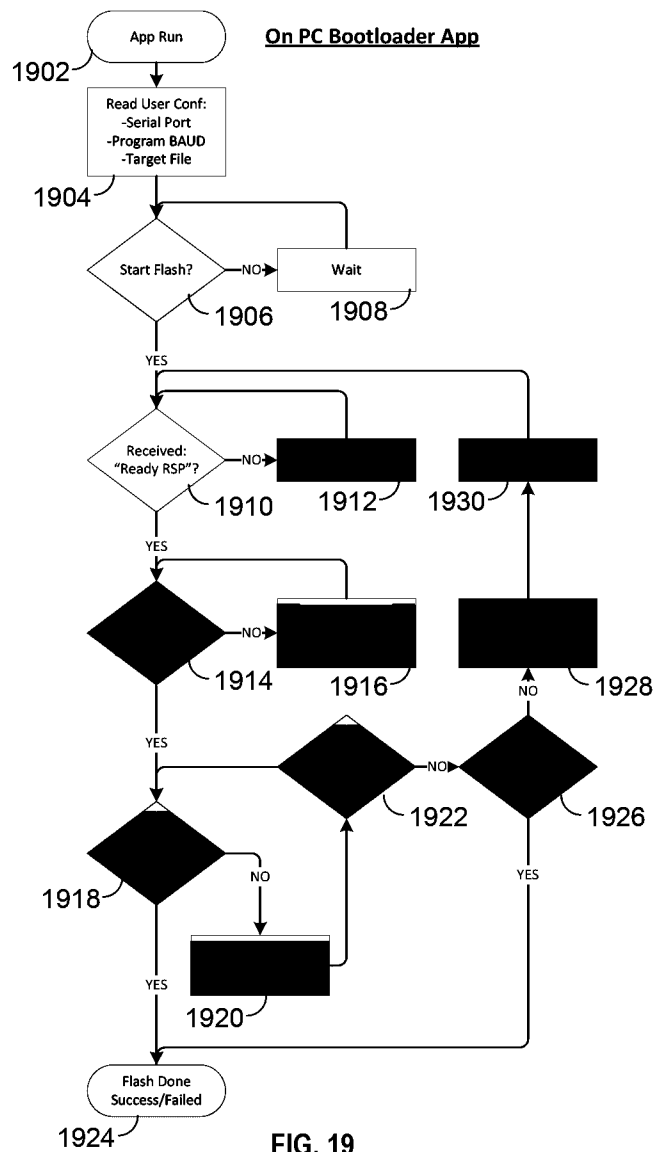 On PC Bootloader App
App Run
1902
Read User Conf:
-Serial Port
-Program BAUD
-Target File
1904
Start Flash?
NO
Wait
1906
1908
YES
Received:
"Ready RSP"?
NO
1910
1912
1930
YES
NO
1914
1916
1928
NO
YES
NO
1922
1926
1918
NO
YES
1920
YES
Flash Done
Success/Failed
1924
FIG. 19